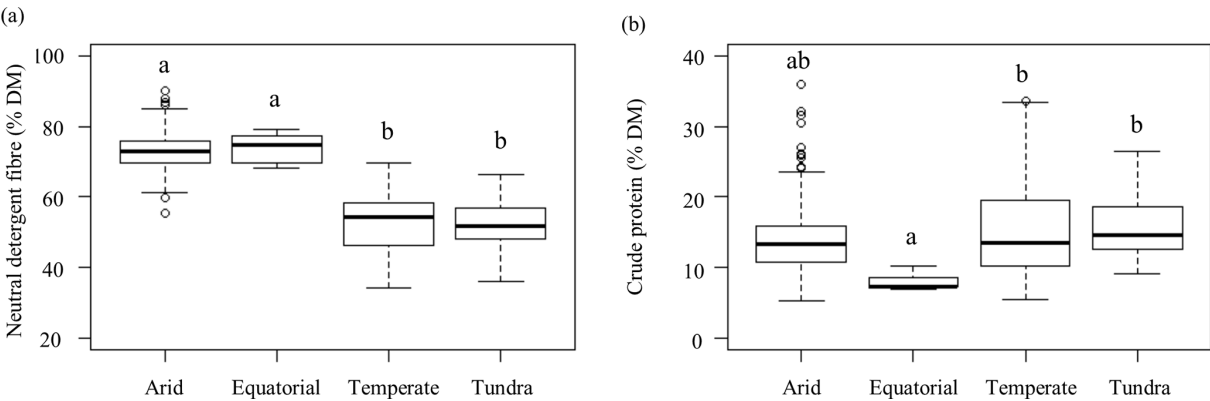 (a)
Neutral detergent fibre (% DM)
100
80
60
40
20
a
a
b
b
Arid Equatorial Temperate Tundra
(b)
Crude protein (% DM)
40
30
20
10
0
ab
a
b
b
Arid Equatorial Temperate Tundra